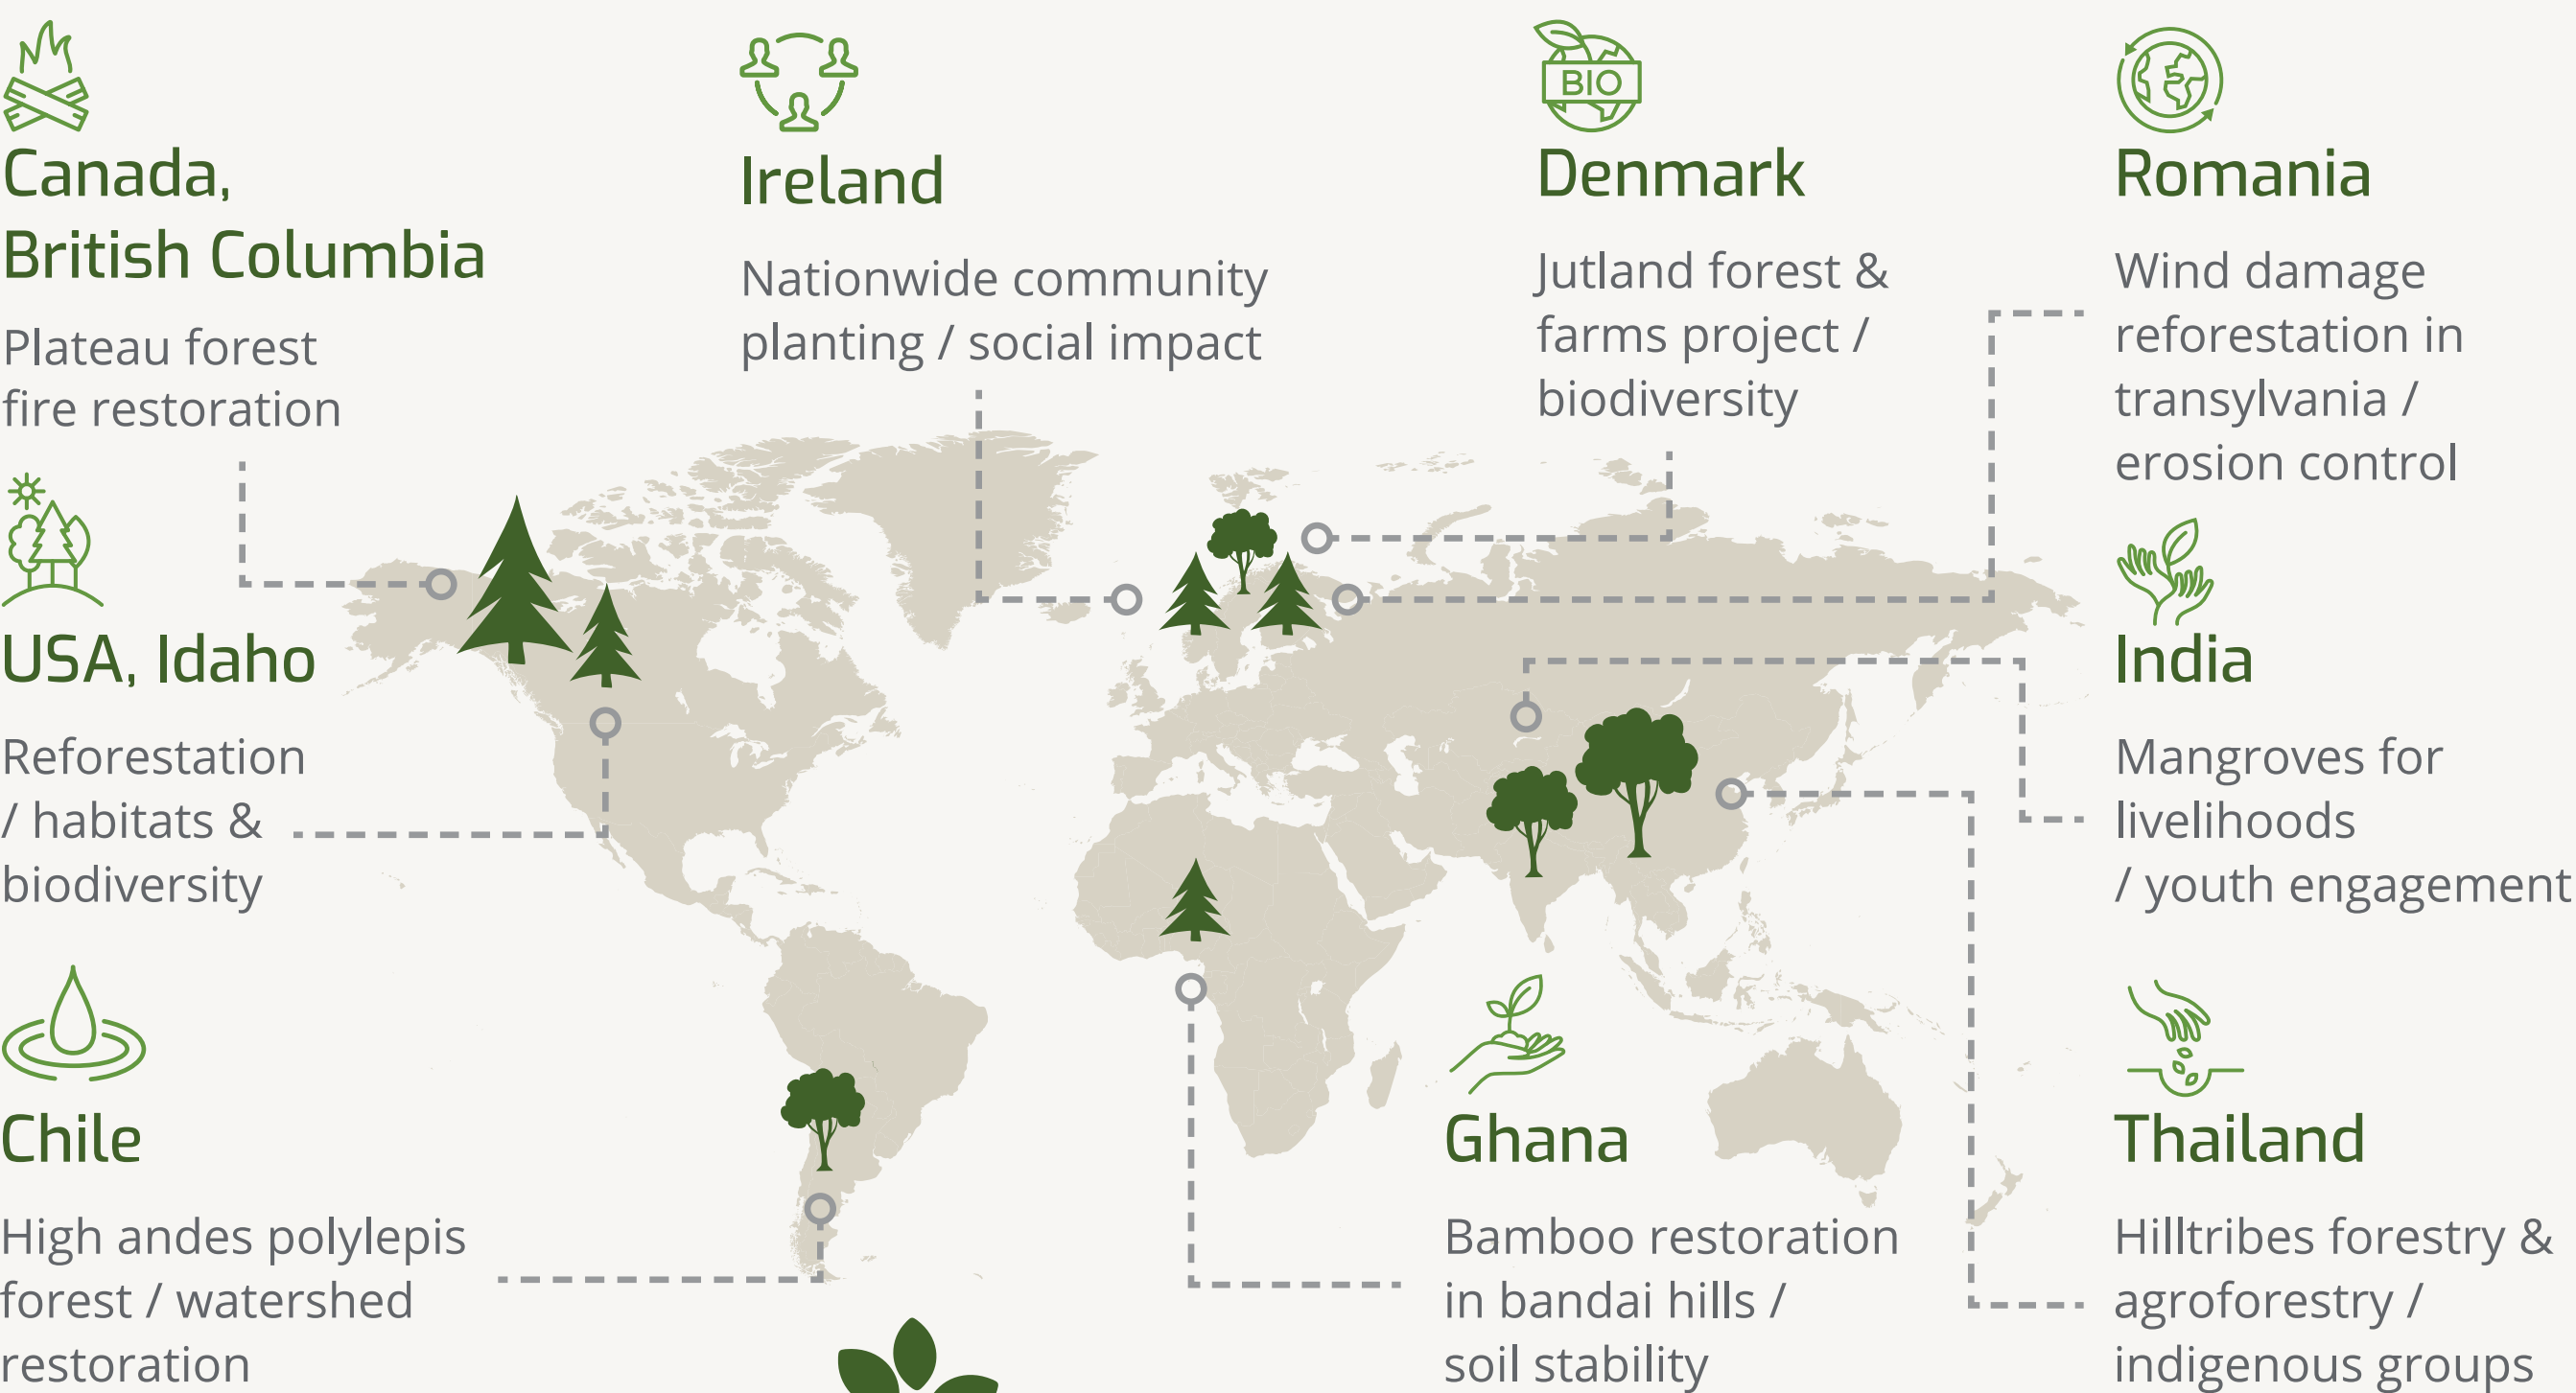 Canada,
British Columbia
Plateau forest
fire restoration
Ireland
Nationwide community
planting / social impact
BIO
Denmark
Jutland forest &
farms project /
biodiversity
Romania
Wind damage
reforestation in
transylvania /
erosion control
USA, Idaho
Reforestation
/ habitats &
biodiversity
India
Mangroves for
livelihoods
/ youth engagement
Chile
High andes polylepis
forest / watershed
restoration
Ghana
Bamboo restoration
in bandai hills /
soil stability
Thailand
Hilltribes forestry &
agroforestry /
indigenous groups